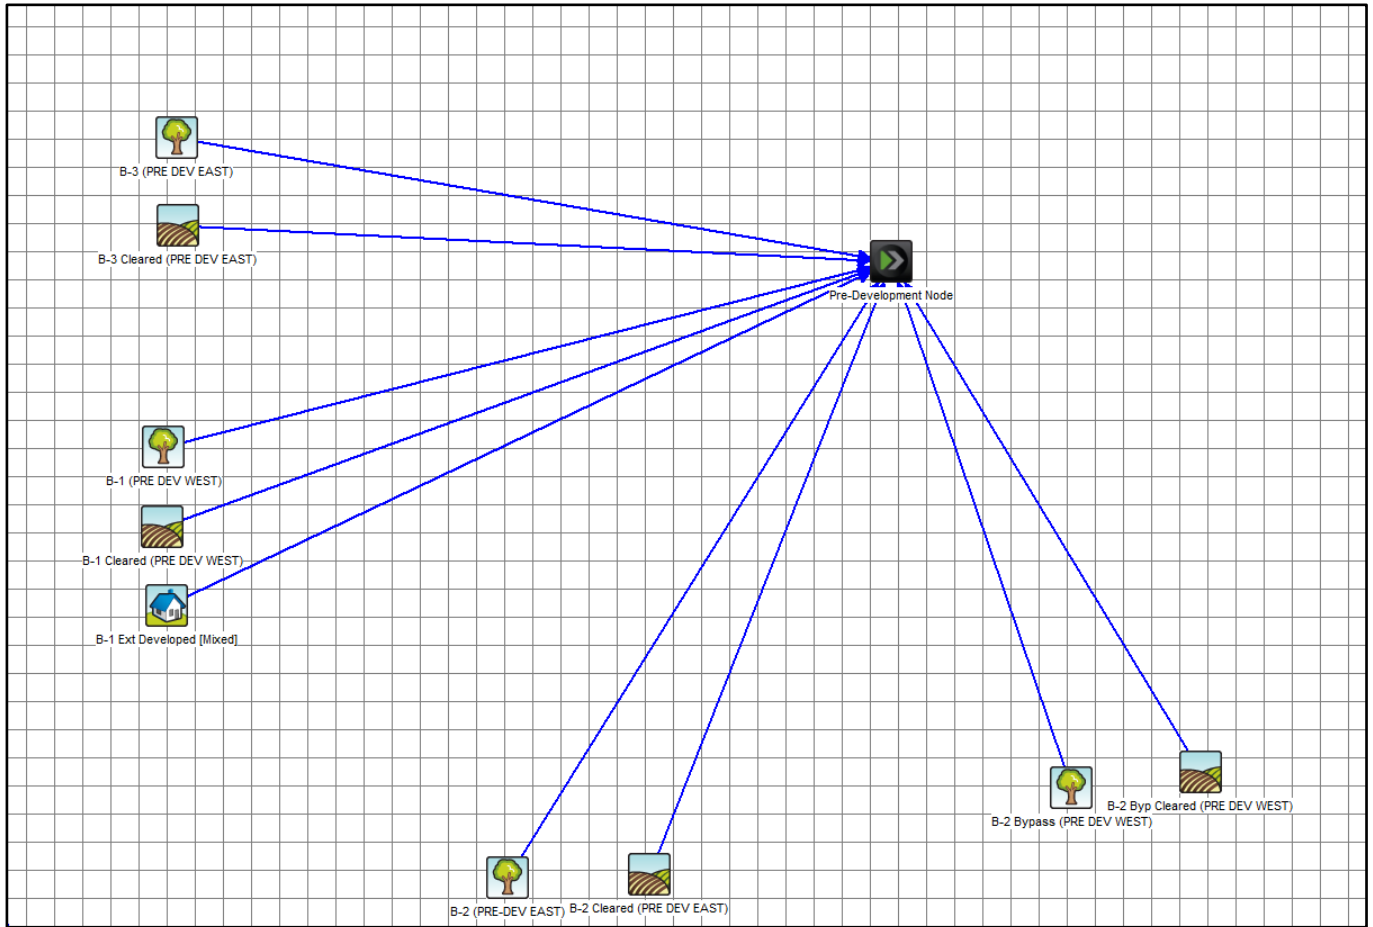 B-3 (PRE DEV EAST)
B-3 Cleared (PRE DEV EAST)
Pre-Development Node
B-1 (PRE DEV WEST)
B-1 Cleared (PRE DEV WEST)
B-1 Ext Developed [Mixed]
B-2 Byp Cleared (PRE DEV WEST)
B-2 Bypass (PRE DEV WEST)
B-2 (PRE-DEV EAST)
B-2 Cleared (PRE DEV EAST)